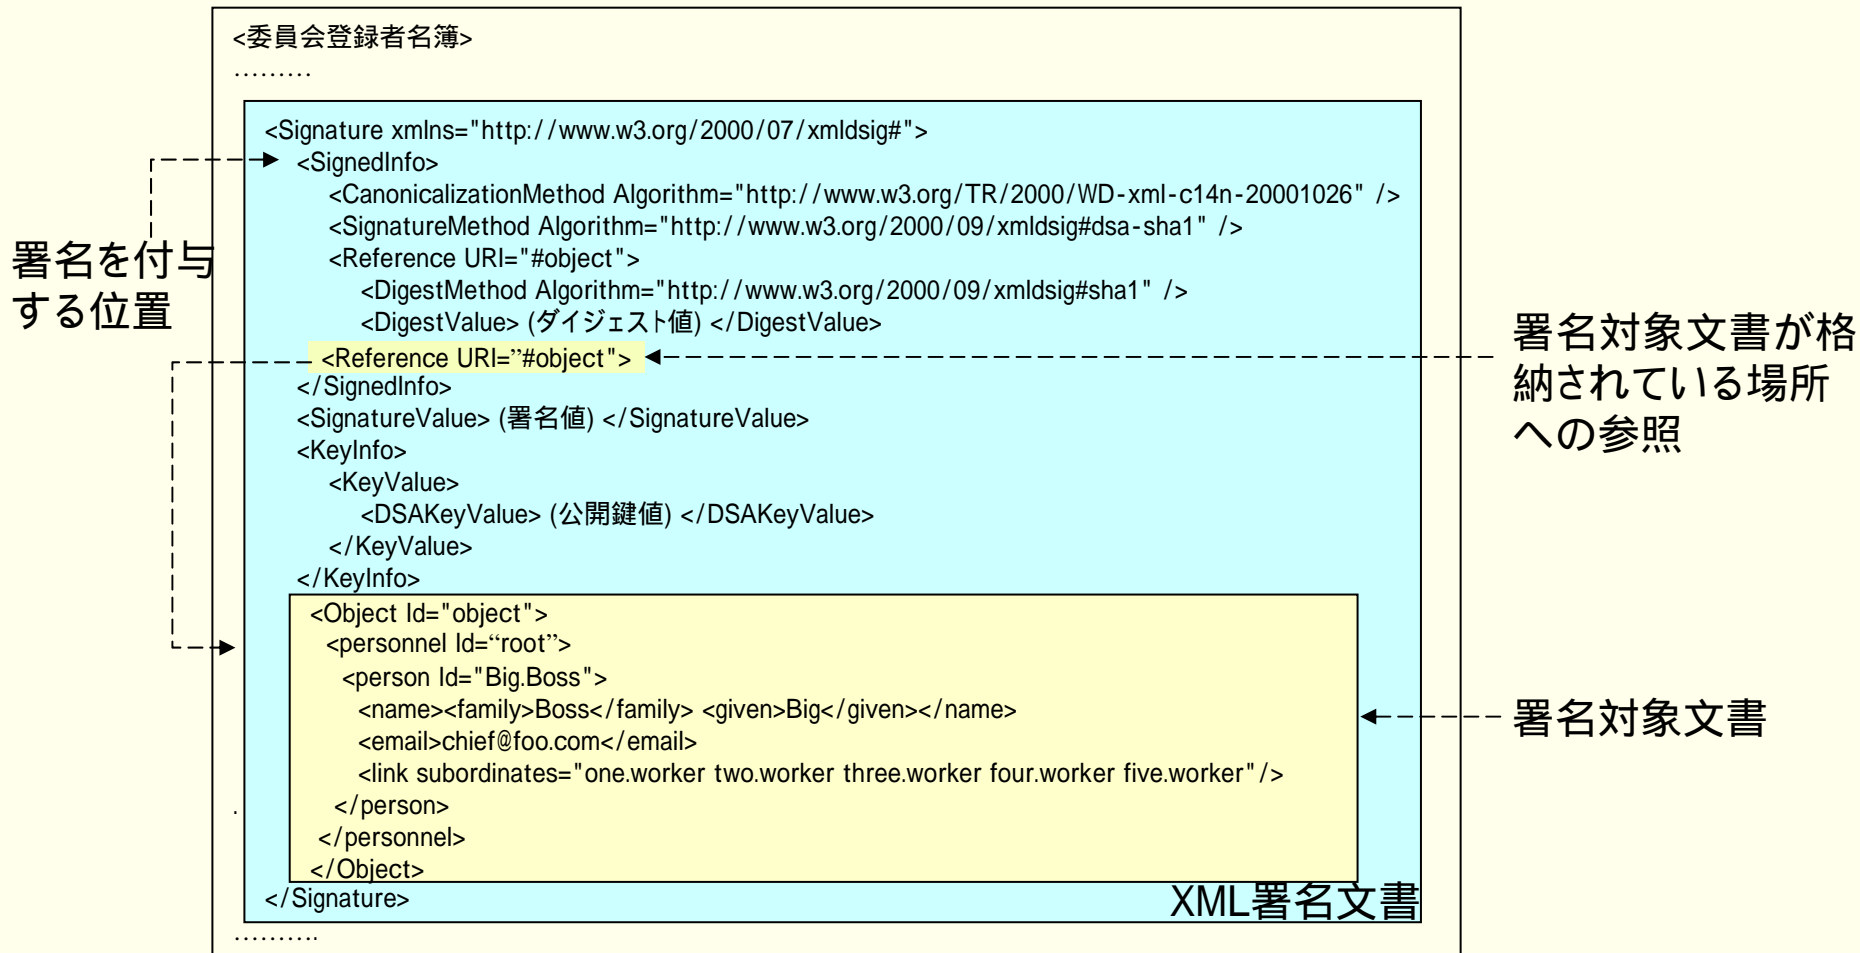 <委員会登録者名簿>
………
<Signature xmlns="http://www.w3.org/2000/07/xmldsig#">
<SignedInfo>
<CanonicalizationMethod Algorithm="http://www.w3.org/TR/2000/WD-xml-c14n-20001026" />
<SignatureMethod Algorithm="http://www.w3.org/2000/09/xmldsig#dsa-sha1" />
<Reference URI="#object">
<DigestMethod Algorithm="http://www.w3.org/2000/09/xmldsig#sha1" />
<DigestValue> (ダイジェスト値) </DigestValue>
<Reference URI=”#object">
</SignedInfo>
<SignatureValue> (署名値) </SignatureValue>
<KeyInfo>
<KeyValue>
<DSAKeyValue> (公開鍵値) </DSAKeyValue>
</KeyValue>
</KeyInfo>
<Object Id="object">
<personnel Id=“root”>
<person Id="Big.Boss">
<name><family>Boss</family> <given>Big</given></name>
<email>chief@foo.com</email>
<link subordinates="one.worker two.worker three.worker four.worker five.worker"/>
</person>
</personnel>
</Object>
</Signature>
XML署名文書
……….
署名を付与
する位置
署名対象文書が格
納されている場所
への参照
署名対象文書